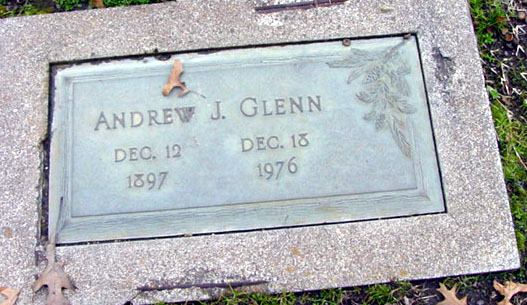 ANDREW J. GLENN
DEC. 12 DEC. 18
1897 1976